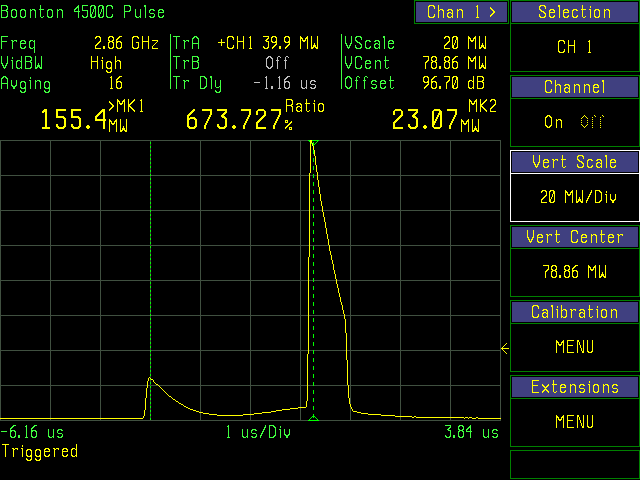 Boonton 4500C Pulse
Chan 1 >
Selection
CH 1
Freq 2.86 GHz TrA +CH1 39.9 MW VScale 20 MW
VidBW High TrB Off VCent 78.86 MW
Avging 16 Tr Dly -1.16 us Offset 96.70 dB
Channel
On Off
155.4 >MK1 MW 673.727 Ratio % 23.07 MK2 MW
Vert Scale
20 MW/Div
Vert Center
78.86 MW
Calibration
MENU
Extensions
MENU
-6.16 us 1 us/Div 3.84 us
Triggered